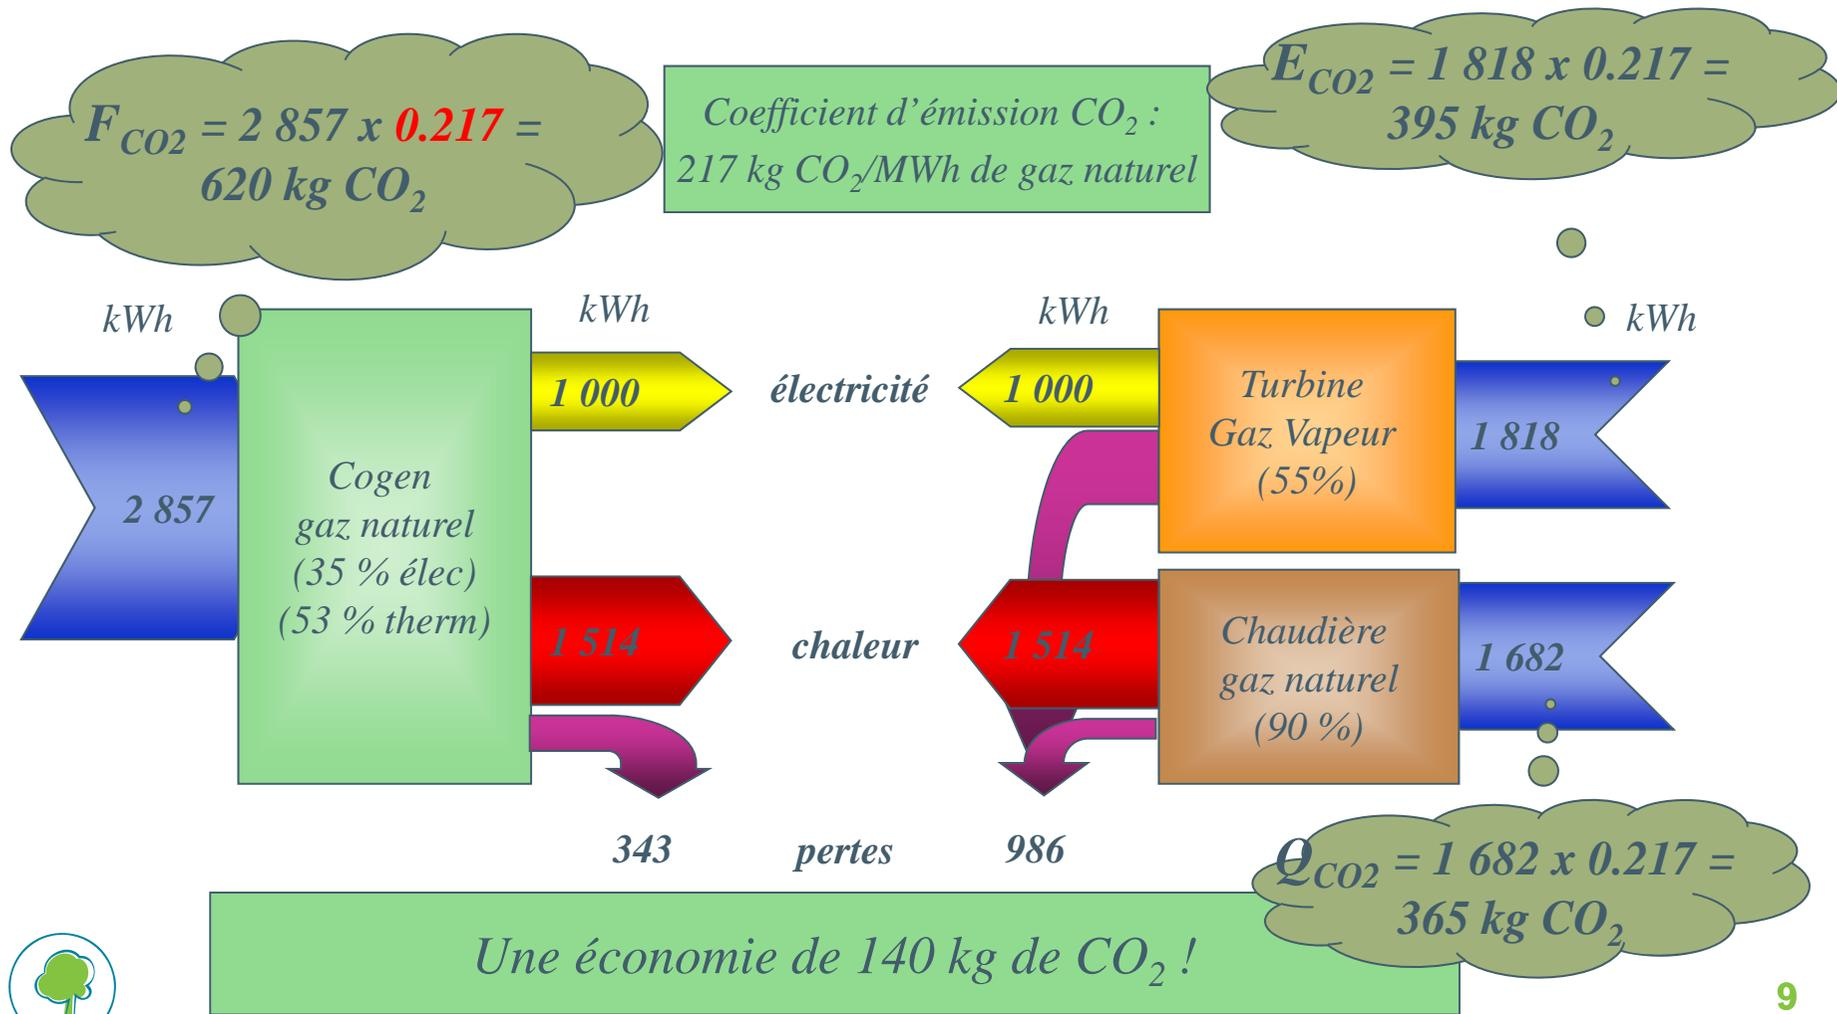 F_CO2 = 2 857 x 0.217 =
620 kg CO₂
Coefficient d’émission CO₂ :
217 kg CO₂/MWh de gaz naturel
E_CO2 = 1 818 x 0.217 =
395 kg CO₂
kWh
kWh
kWh
kWh
2 857
Cogen
gaz naturel
(35 % élec)
(53 % therm)
1 000
électricité
1 000
Turbine
Gaz Vapeur
(55%)
1 818
1 514
chaleur
1 514
Chaudière
gaz naturel
(90 %)
1 682
343
pertes
986
Q_CO2 = 1 682 x 0.217 =
365 kg CO₂
Une économie de 140 kg de CO₂ !
9